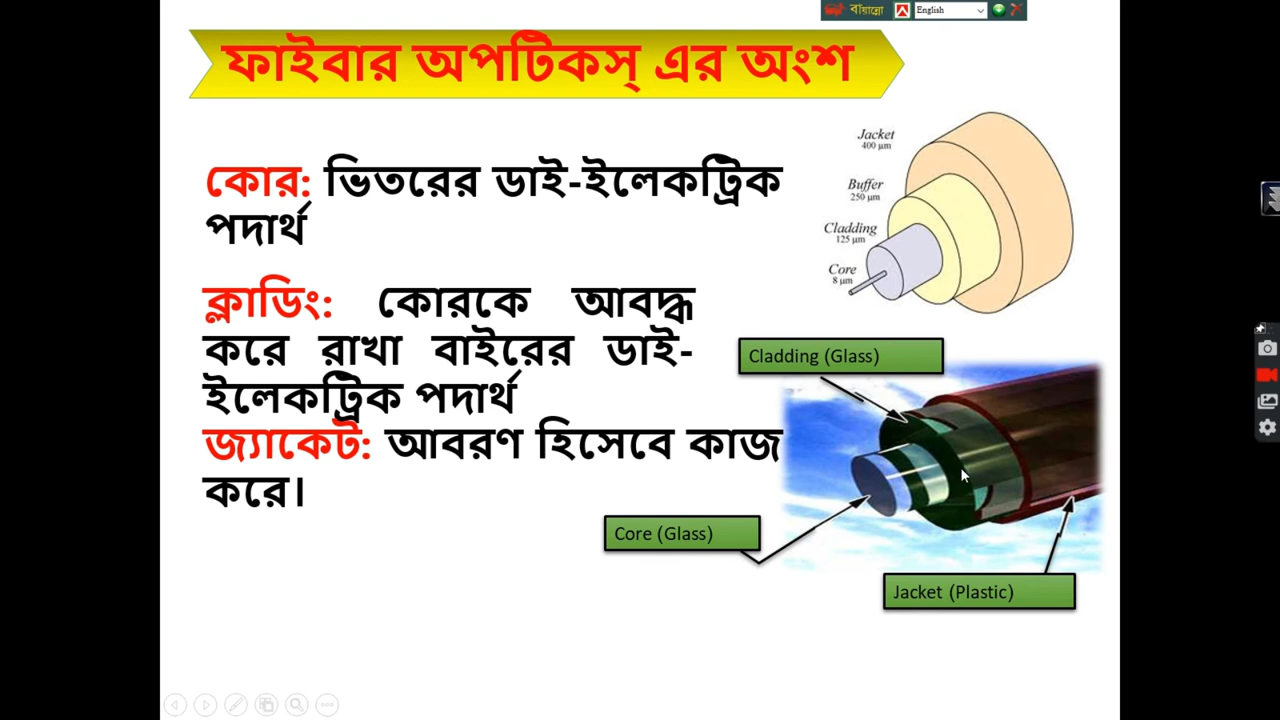 বাঁয়ান্নো
English
ফাইবার অপটিকস্ এর অংশ
কোর: ভিতরের ডাই-ইলেকট্রিক
পদার্থ
ক্লাডিং: কোরকে আবদ্ধ
করে রাখা বাইরের ডাই-
ইলেকট্রিক পদার্থ
জ্যাকেট: আবরণ হিসেবে কাজ
করে।
Jacket
400 μm
Buffer
250 μm
Cladding
125 μm
Core
8 μm
Cladding (Glass)
Core (Glass)
Jacket (Plastic)